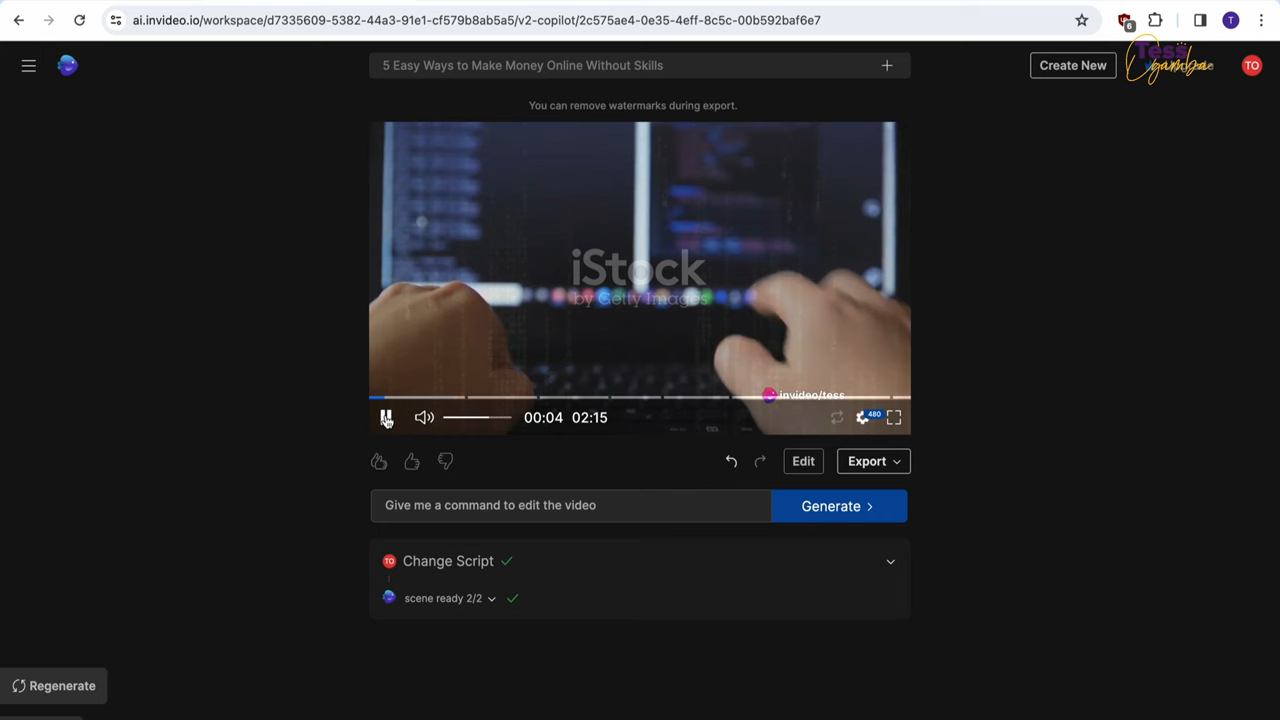 ai.invideo.io/workspace/d7335609-5382-44a3-91e1-cf579b8ab5a5/v2-copilot/2c575ae4-0e35-4eff-8c5c-00b592baf6e7
6
T
5 Easy Ways to Make Money Online Without Skills
Create New
Tess
Ogamba
TO
You can remove watermarks during export.
iStock
by Getty Images
invideo/tess
00:04 02:15
480
Edit
Export
Give me a command to edit the video
Generate
TO Change Script
scene ready 2/2
Regenerate